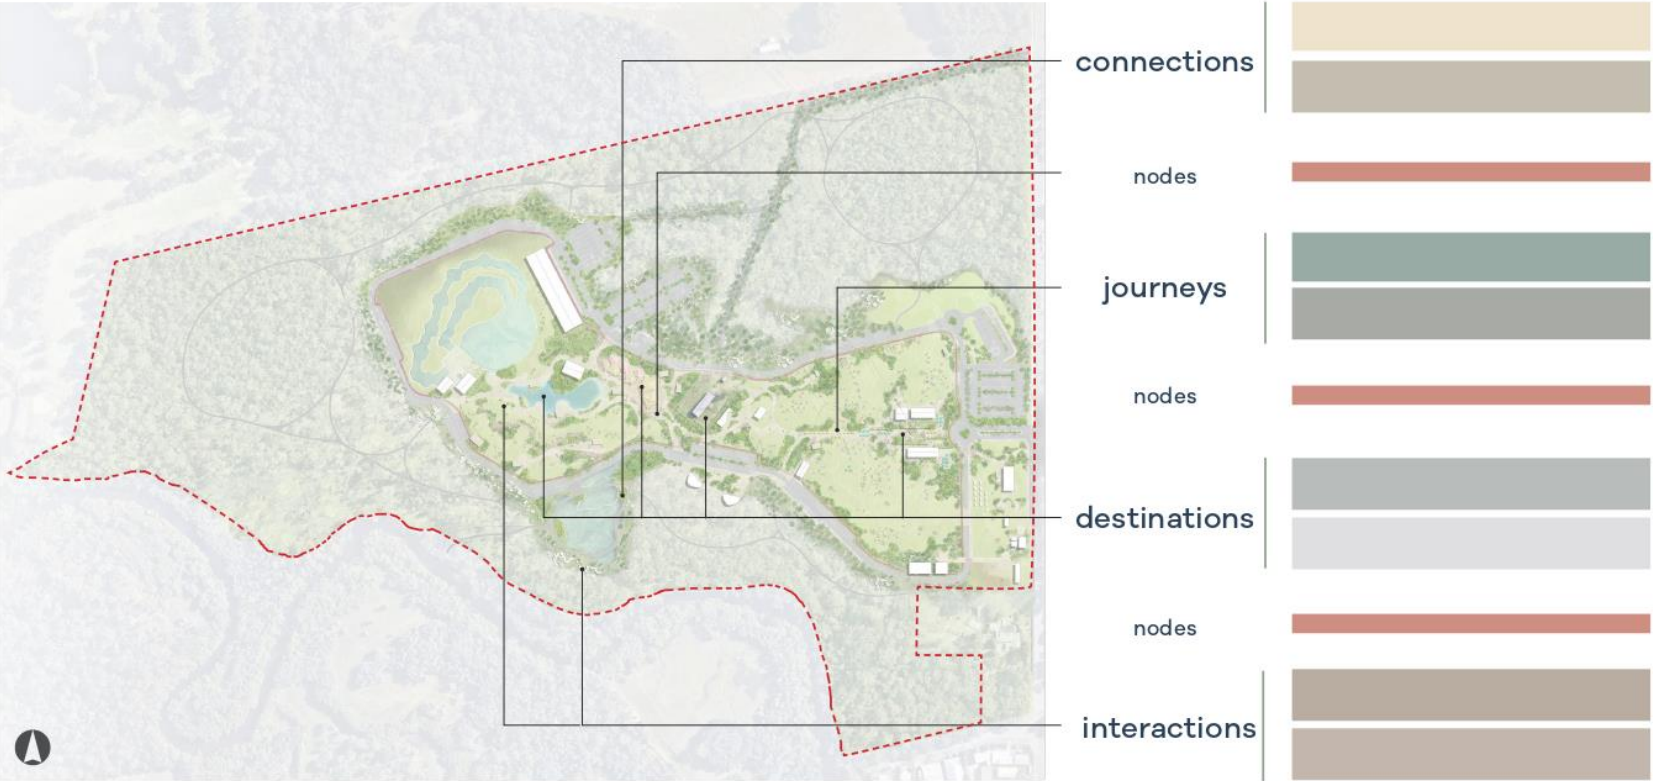 connections
nodes
journeys
nodes
destinations
nodes
interactions